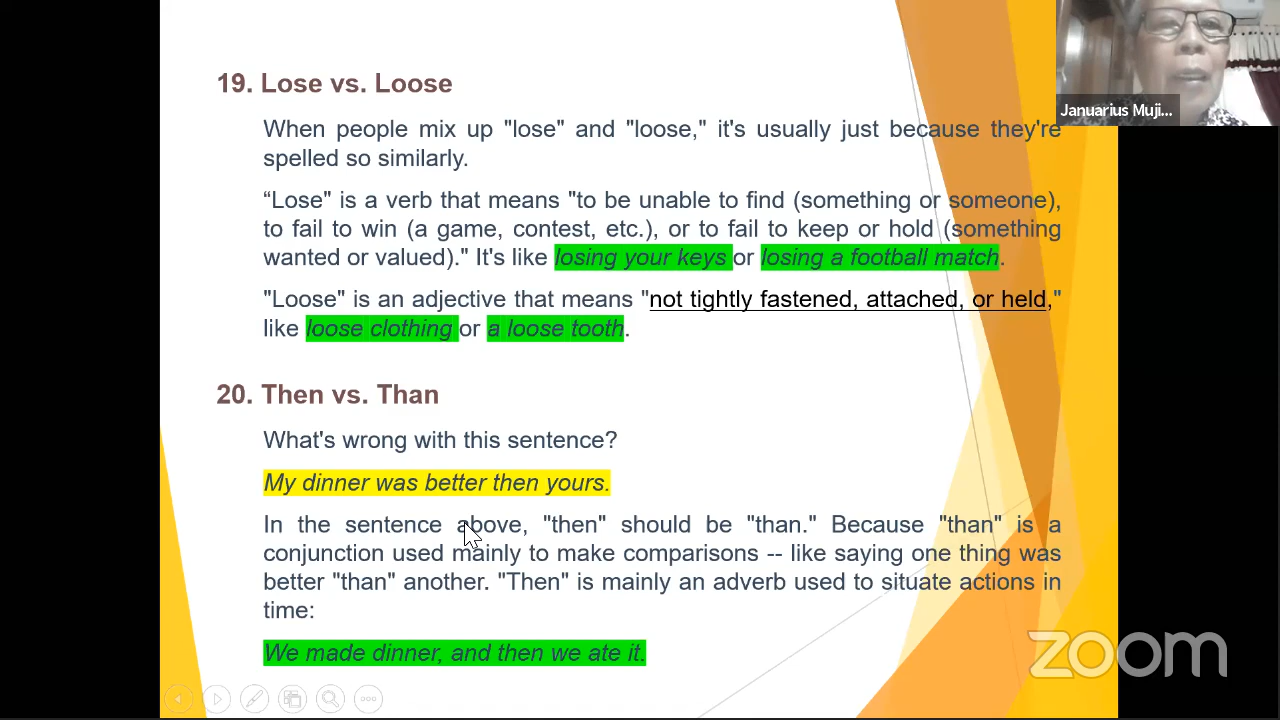 19. Lose vs. Loose
When people mix up "lose" and "loose," it's usually just because they're
spelled so similarly.
“Lose" is a verb that means "to be unable to find (something or someone),
to fail to win (a game, contest, etc.), or to fail to keep or hold (something
wanted or valued)." It's like losing your keys or losing a football match.
"Loose" is an adjective that means "not tightly fastened, attached, or held,"
like loose clothing or a loose tooth.
20. Then vs. Than
What's wrong with this sentence?
My dinner was better then yours.
In the sentence above, "then" should be "than." Because "than" is a
conjunction used mainly to make comparisons -- like saying one thing was
better "than" another. "Then" is mainly an adverb used to situate actions in
time:
We made dinner, and then we ate it.
Januarius Muji...
zoom